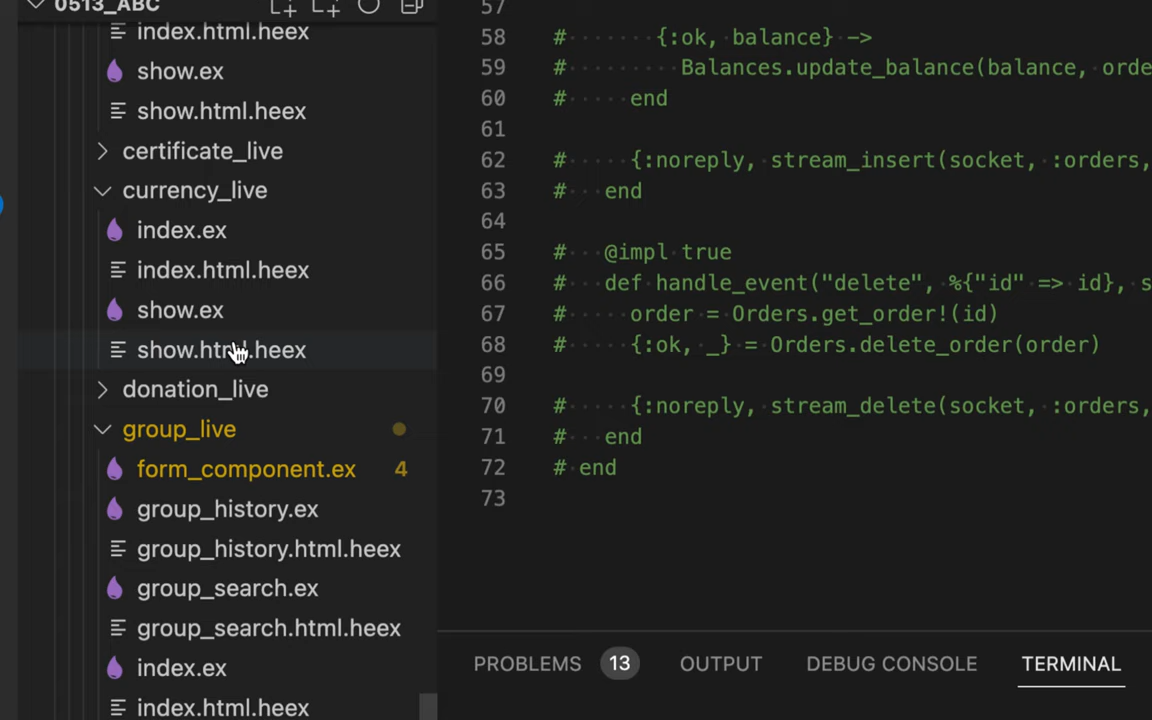 0513_ABC
index.html.heex
show.ex
show.html.heex
certificate_live
currency_live
index.ex
index.html.heex
show.ex
show.html.heex
donation_live
group_live
form_component.ex 4
group_history.ex
group_history.html.heex
group_search.ex
group_search.html.heex
index.ex
index.html.heex
57
58 # {:ok, balance} ->
59 # Balances.update_balance(balance, orde
60 # end
61
62 # {:noreply, stream_insert(socket, :orders,
63 # end
64
65 # @impl true
66 # def handle_event("delete", %{"id" => id}, s
67 # order = Orders.get_order!(id)
68 # {:ok, _} = Orders.delete_order(order)
69
70 # {:noreply, stream_delete(socket, :orders,
71 # end
72 # end
73
PROBLEMS 13 OUTPUT DEBUG CONSOLE TERMINAL